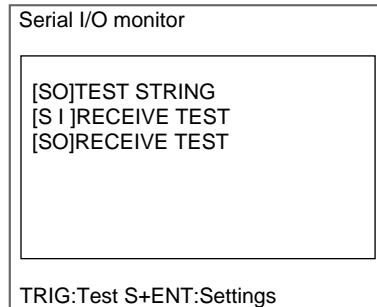 Serial I/O monitor
[SO]TEST STRING
[S I ]RECEIVE TEST
[SO]RECEIVE TEST
TRIG:Test S+ENT:Settings